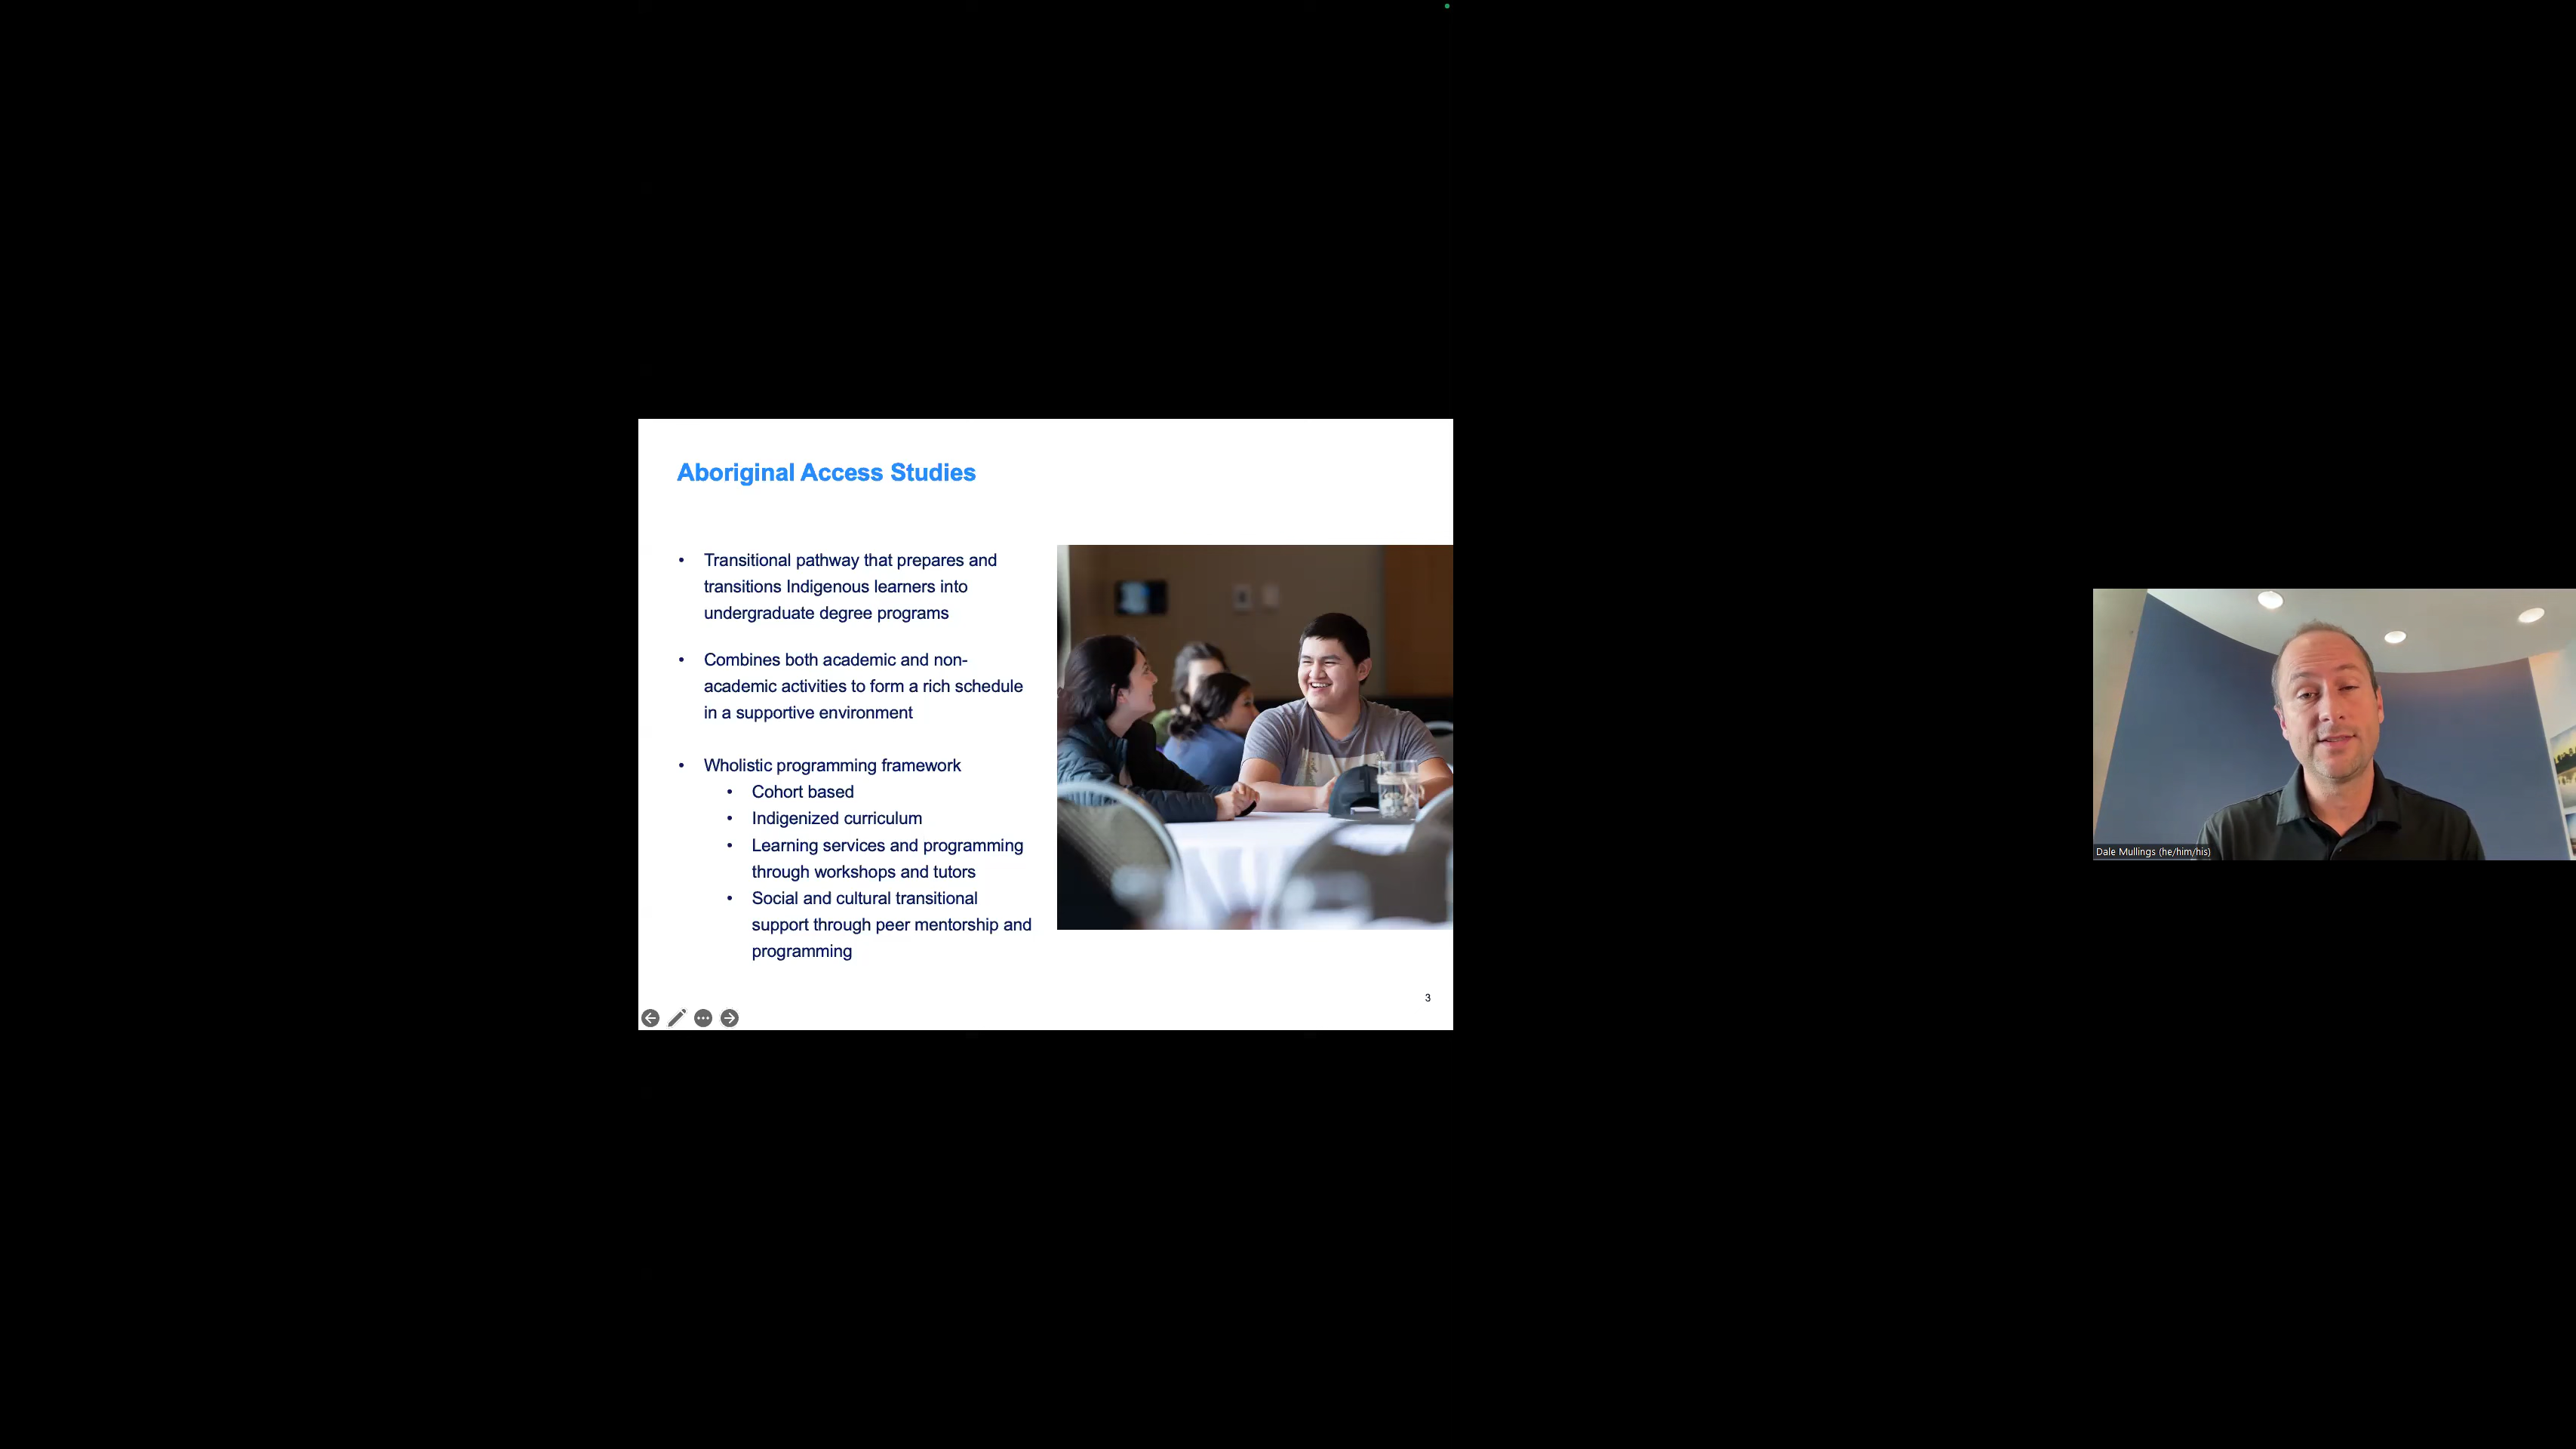 Aboriginal Access Studies
• Transitional pathway that prepares and
transitions Indigenous learners into
undergraduate degree programs
• Combines both academic and non-
academic activities to form a rich schedule
in a supportive environment
• Wholistic programming framework
• Cohort based
• Indigenized curriculum
• Learning services and programming
through workshops and tutors
• Social and cultural transitional
support through peer mentorship and
programming
3
Dale Mullings (he/him/his)